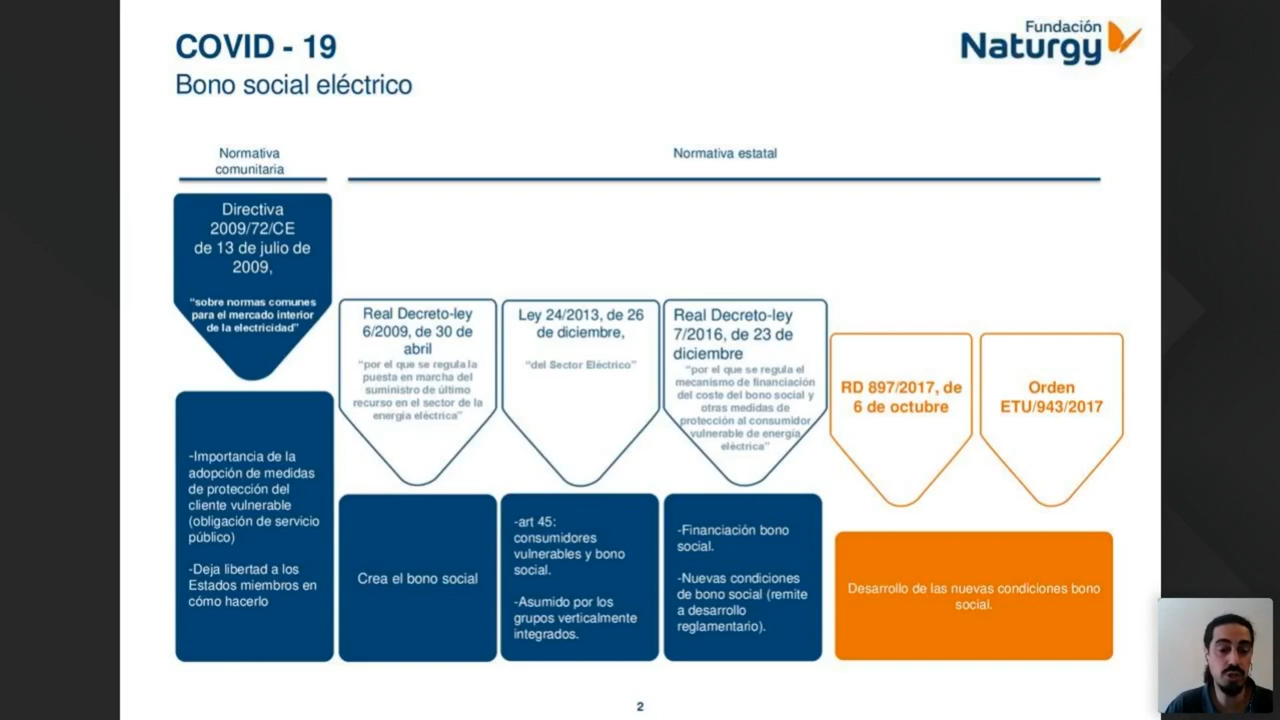 COVID - 19
Bono social eléctrico
Fundación
Naturgy
Normativa
comunitaria
Normativa estatal
Directiva
2009/72/CE
de 13 de julio de
2009,
“sobre normas comunes
para el mercado interior
de la electricidad”
-Importancia de la
adopción de medidas
de protección del
cliente vulnerable
(obligación de servicio
público)
-Deja libertad a los
Estados miembros en
cómo hacerlo
Real Decreto-ley
6/2009, de 30 de
abril
“por el que se regula la
puesta en marcha del
suministro de último
recurso en el sector de la
energía eléctrica”
Crea el bono social
Ley 24/2013, de 26
de diciembre,
“del Sector Eléctrico”
-art 45:
consumidores
vulnerables y bono
social.
-Asumido por los
grupos verticalmente
integrados.
Real Decreto-ley
7/2016, de 23 de
diciembre
“por el que se regula el
mecanismo de financiación
del coste del bono social y
otras medidas de
protección al consumidor
vulnerable de energía
eléctrica”
-Financiación bono
social.
-Nuevas condiciones
de bono social (remite
a desarrollo
reglamentario).
RD 897/2017, de
6 de octubre
Orden
ETU/943/2017
Desarrollo de las nuevas condiciones bono
social.
2